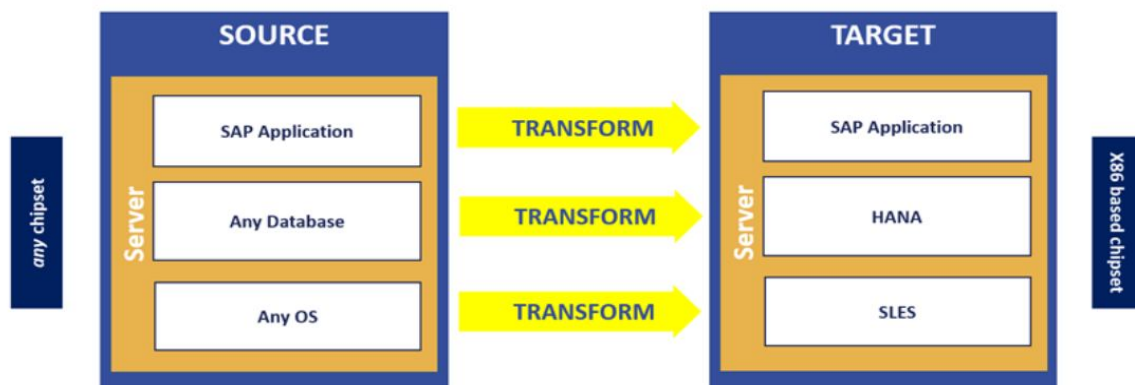 SOURCE
TARGET
any chipset
Server
SAP Application
TRANSFORM
Server
SAP Application
X86 based chipset
Any Database
TRANSFORM
HANA
Any OS
TRANSFORM
SLES